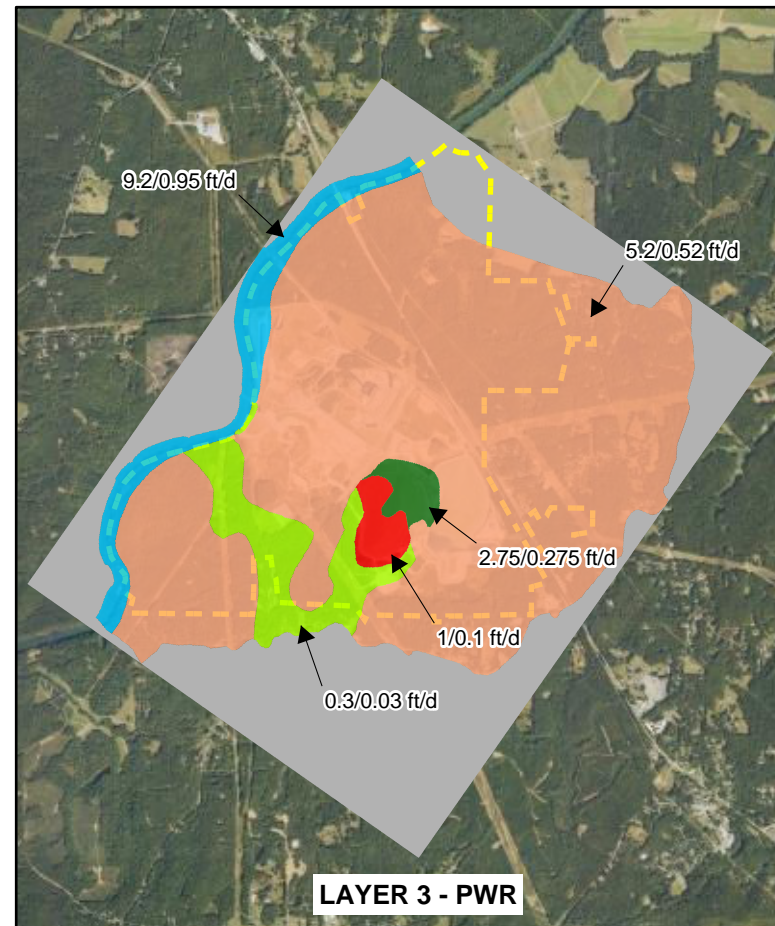 9.2/0.95 ft/d
5.2/0.52 ft/d
2.75/0.275 ft/d
1/0.1 ft/d
0.3/0.03 ft/d
LAYER 3 - PWR